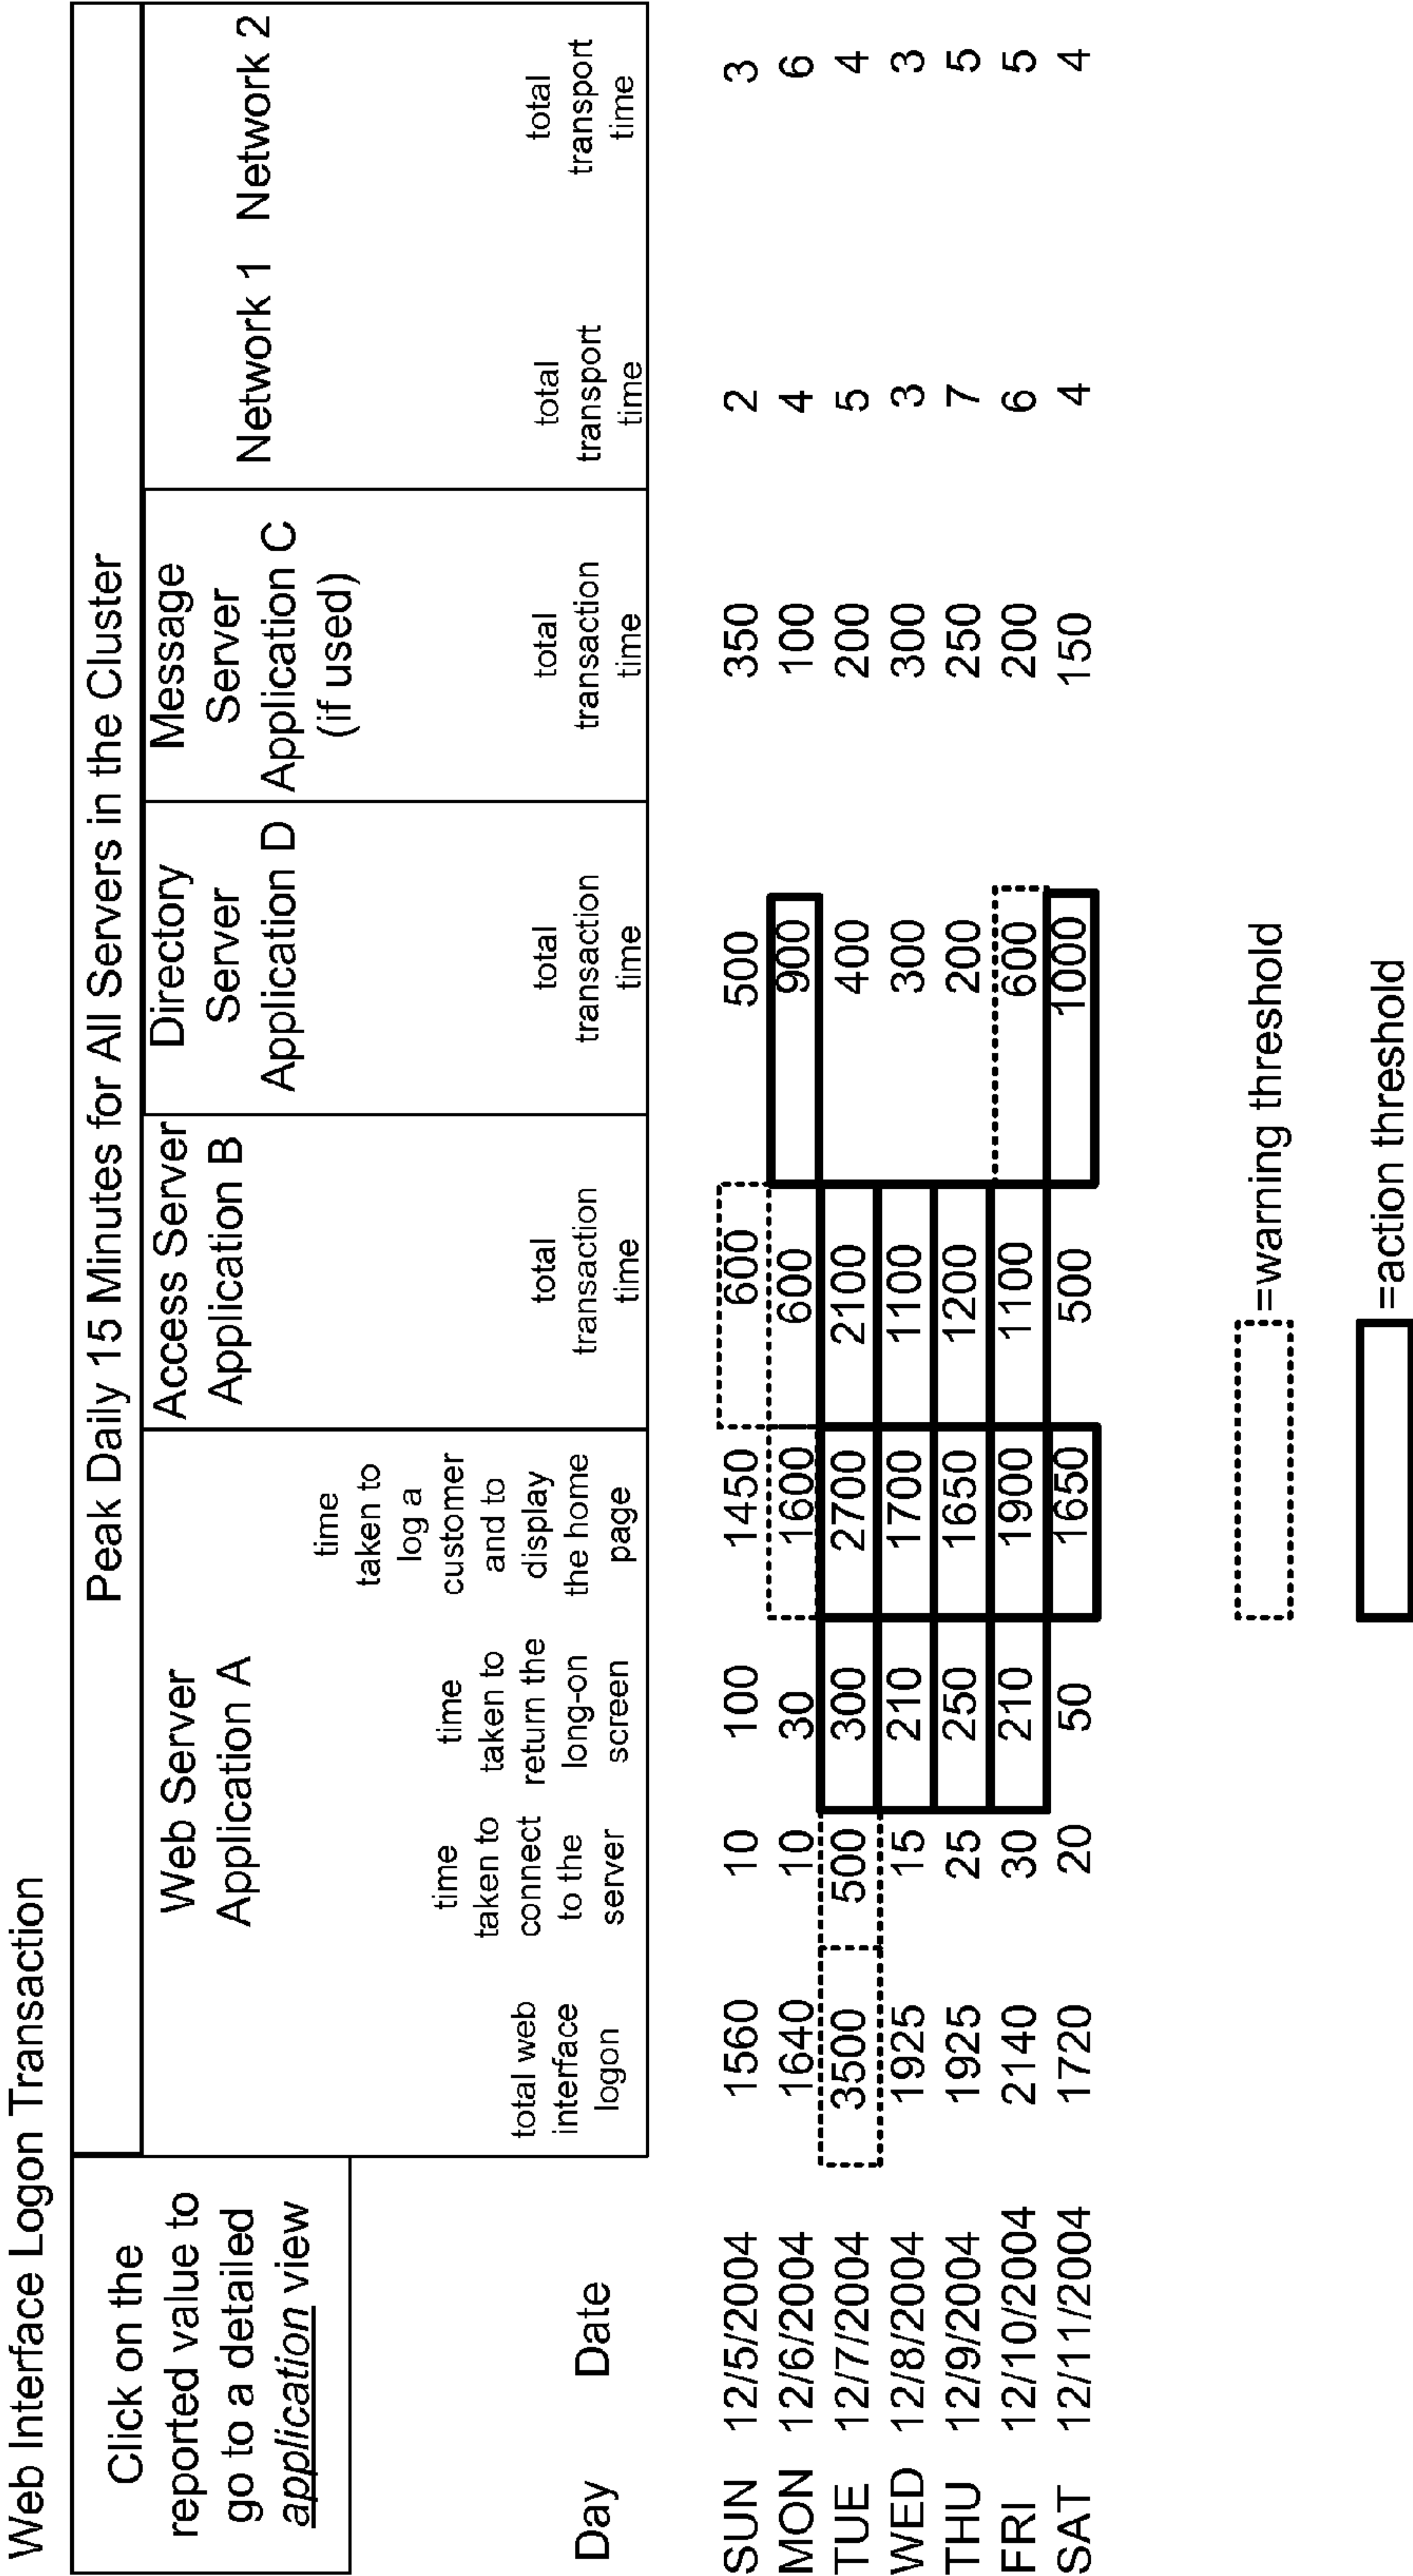 Web Interface Logon Transaction
Click on the
reported value to
go to a detailed
application view
Peak Daily 15 Minutes for All Servers in the Cluster
Web Server
Application A
Access Server
Application B
Directory
Server
Application D
Message
Server
Application C
(if used)
Network 1 Network 2
Day Date
total web
interface
logon
time
taken to
connect
to the
server
time
taken to
return the
long-on
screen
time
taken to
log a
customer
and to
display
the home
page
total
transaction
time
total
transaction
time
total
transaction
time
total
transport
time
total
transport
time
SUN 12/5/2004 1560 10 100 1450 600 500 350 2 3
MON 12/6/2004 1640 10 30 1600 600 900 100 4 6
TUE 12/7/2004 3500 500 300 2700 2100 400 200 5 4
WED 12/8/2004 1925 15 210 1700 1100 300 300 3 3
THU 12/9/2004 1925 25 250 1650 1200 200 250 7 5
FRI 12/10/2004 2140 30 210 1900 1100 600 200 6 5
SAT 12/11/2004 1720 20 50 1650 500 1000 150 4 4
=warning threshold
=action threshold